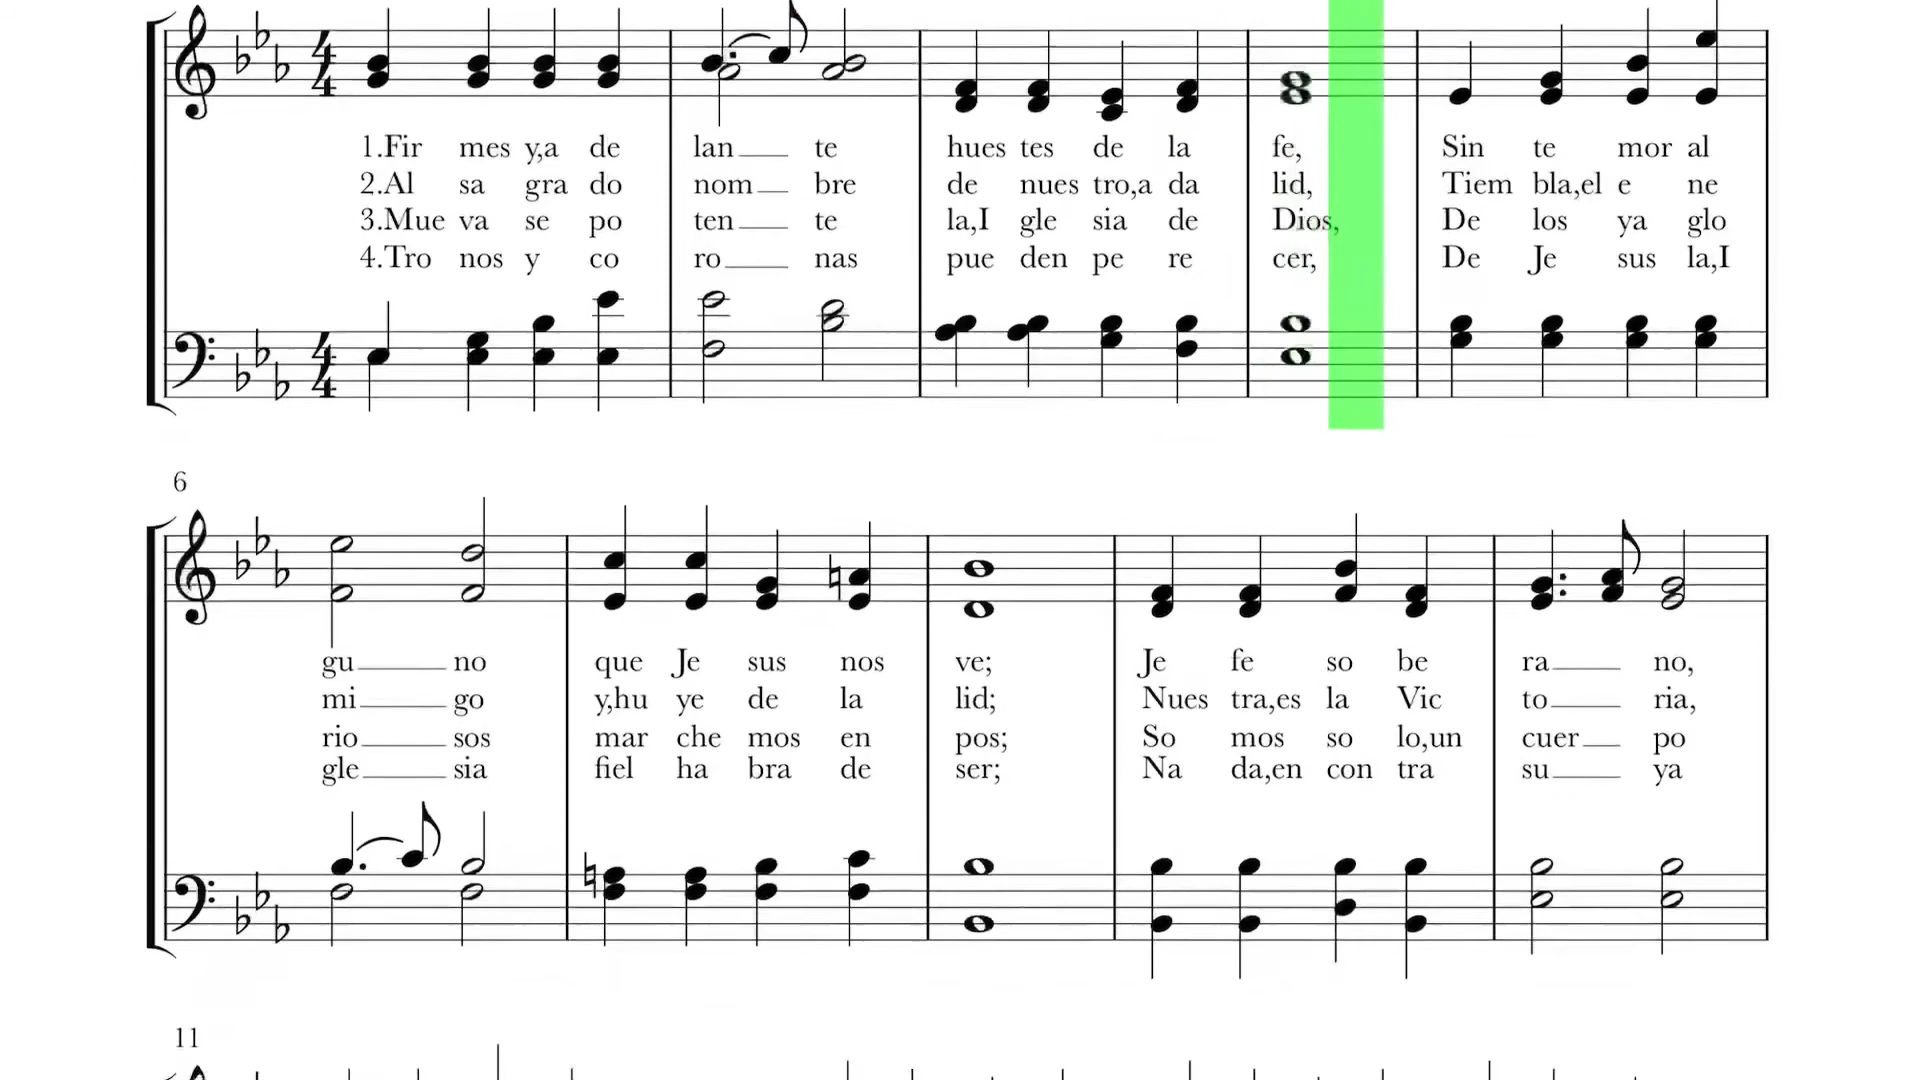 1.Fir mes y,a de lan te hues tes de la fe, Sin te mor al
2.Al sa gra do nom bre de nues tro,a da lid, Tiem bla,el e ne
3.Mue va se po ten te la,I gle sia de Dios, De los ya glo
4.Tro nos y co ro nas pue den pe re cer, De Je sus la,I
6
gu no que Je sus nos ve; Je fe so be ra no,
mi go y,hu ye de la lid; Nues tra,es la Vic to ria,
rio sos mar che mos en pos; So mos so lo,un cuer po
gle sia fiel ha bra de ser; Na da,en con tra su ya
11